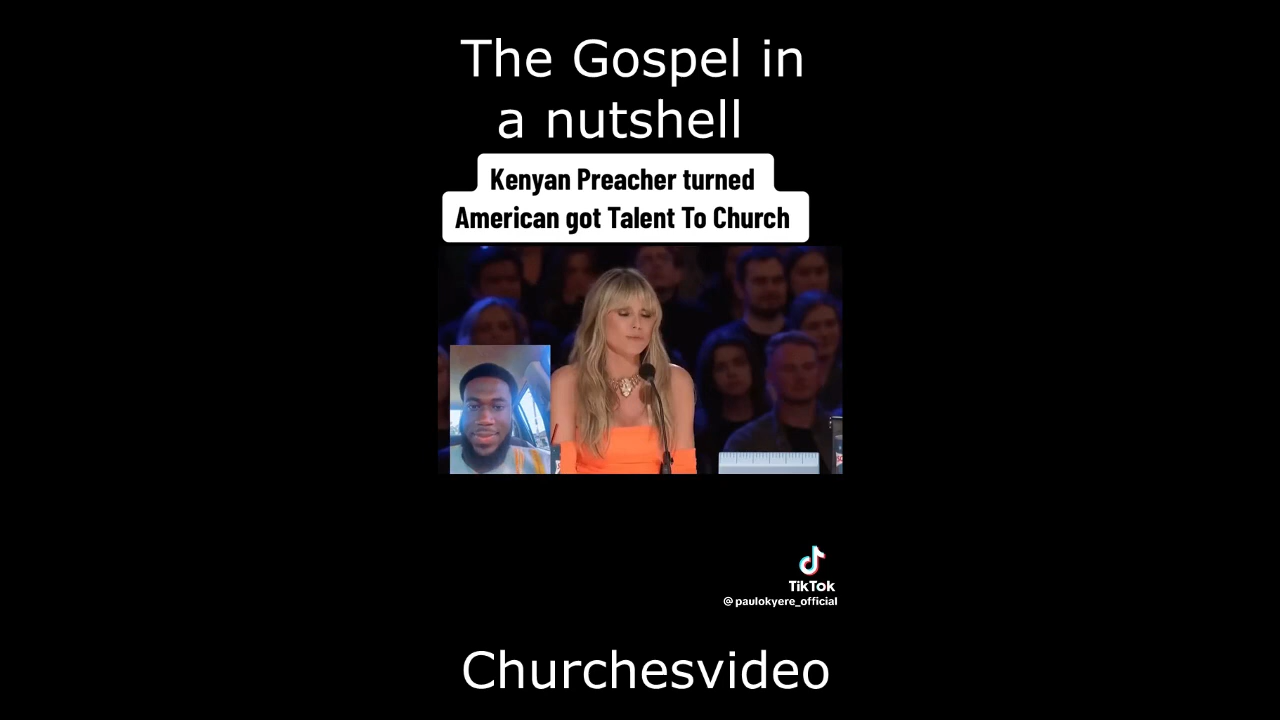 The Gospel in
a nutshell
Kenyan Preacher turned
American got Talent To Church
TikTok
@paulokyere_official
Churchesvideo